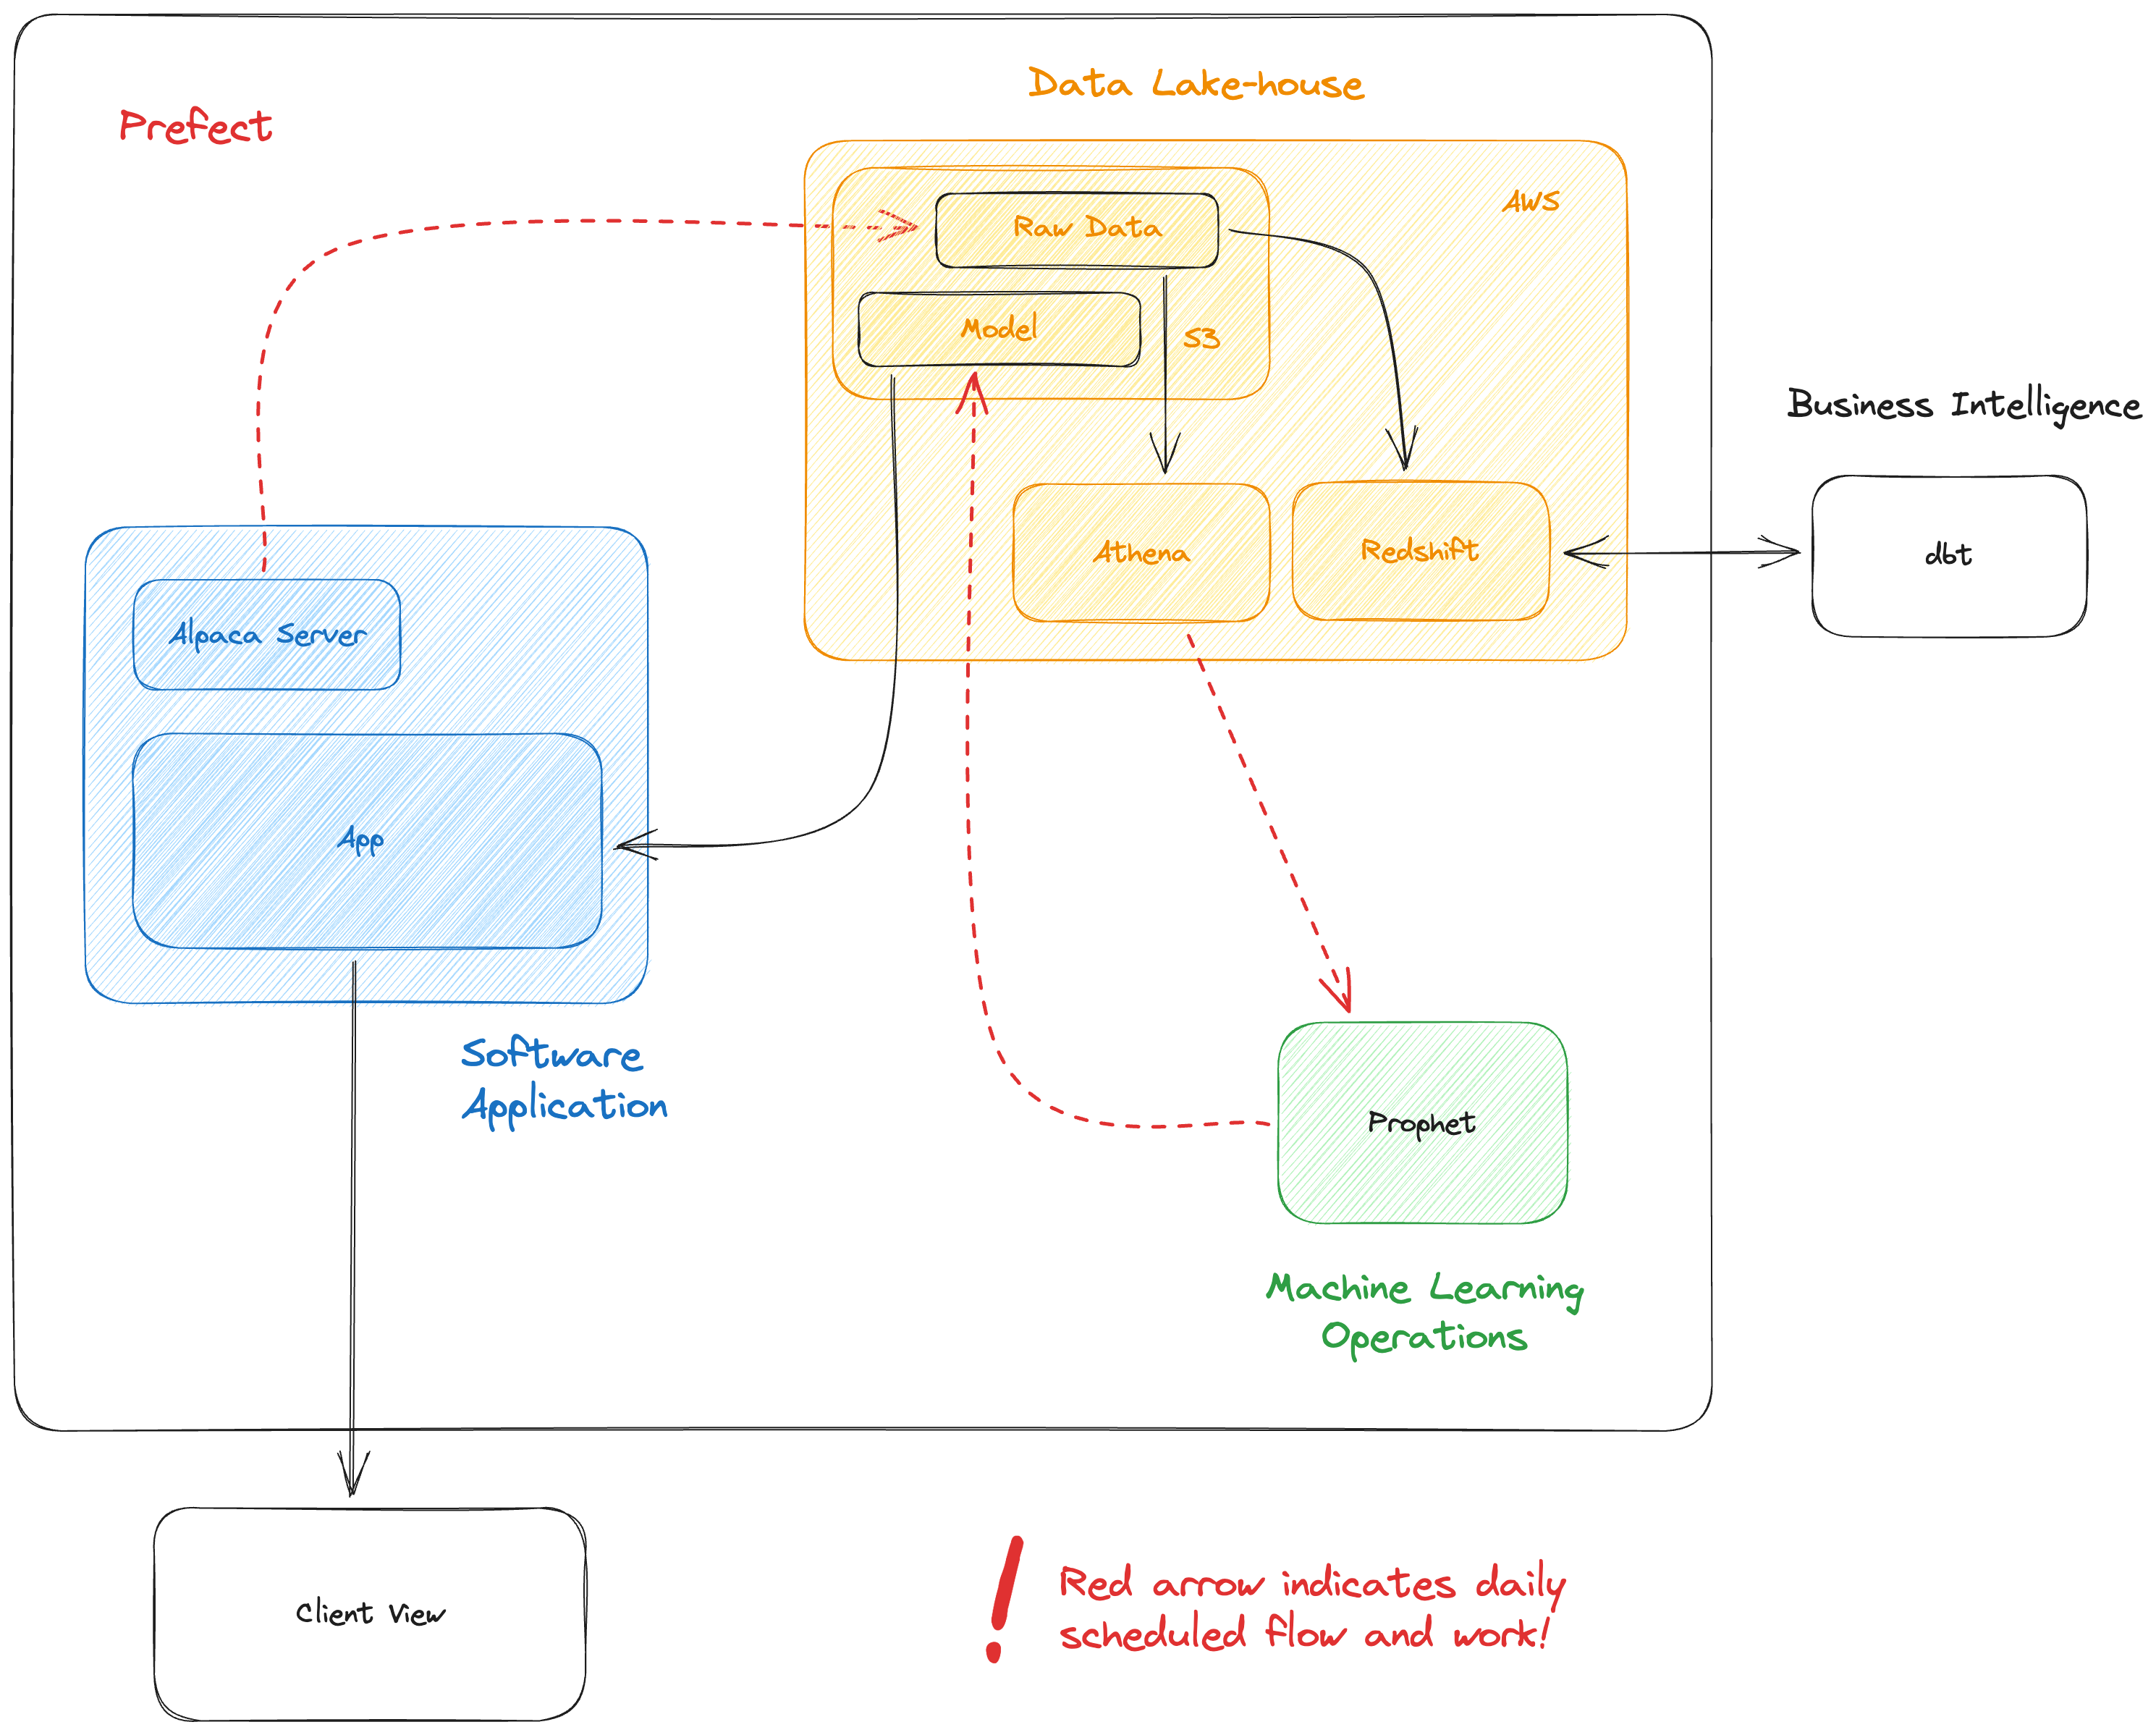 Data Lake-house
Prefect
AWS
Raw Data
Model
S3
Business Intelligence
Athena
Redshift
dbt
Alpaca Server
App
Software
Application
Prophet
Machine Learning
Operations
Client View
! Red arrow indicates daily
scheduled flow and work!